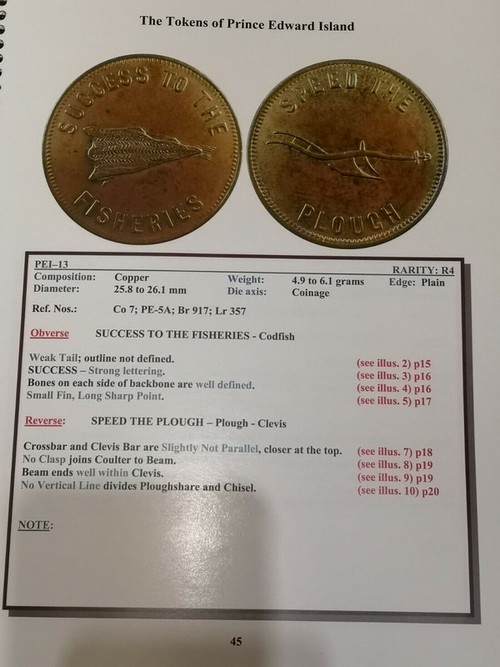 The Tokens of Prince Edward Island
SUCCESS TO THE
FISHERIES
SPEED THE
PLOUGH
PEI–13
RARITY: R4
Composition: Copper Weight: 4.9 to 6.1 grams Edge: Plain
Diameter: 25.8 to 26.1 mm Die axis: Coinage
Ref. Nos.: Co 7; PE-5A; Br 917; Lr 357
Obverse SUCCESS TO THE FISHERIES - Codfish
Weak Tail; outline not defined. (see illus. 2) p15
SUCCESS – Strong lettering. (see illus. 3) p16
Bones on each side of backbone are well defined. (see illus. 4) p16
Small Fin, Long Sharp Point. (see illus. 5) p17
Reverse: SPEED THE PLOUGH – Plough - Clevis
Crossbar and Clevis Bar are Slightly Not Parallel, closer at the top. (see illus. 7) p18
No Clasp joins Coulter to Beam. (see illus. 8) p19
Beam ends well within Clevis. (see illus. 9) p19
No Vertical Line divides Ploughshare and Chisel. (see illus. 10) p20
NOTE:
45